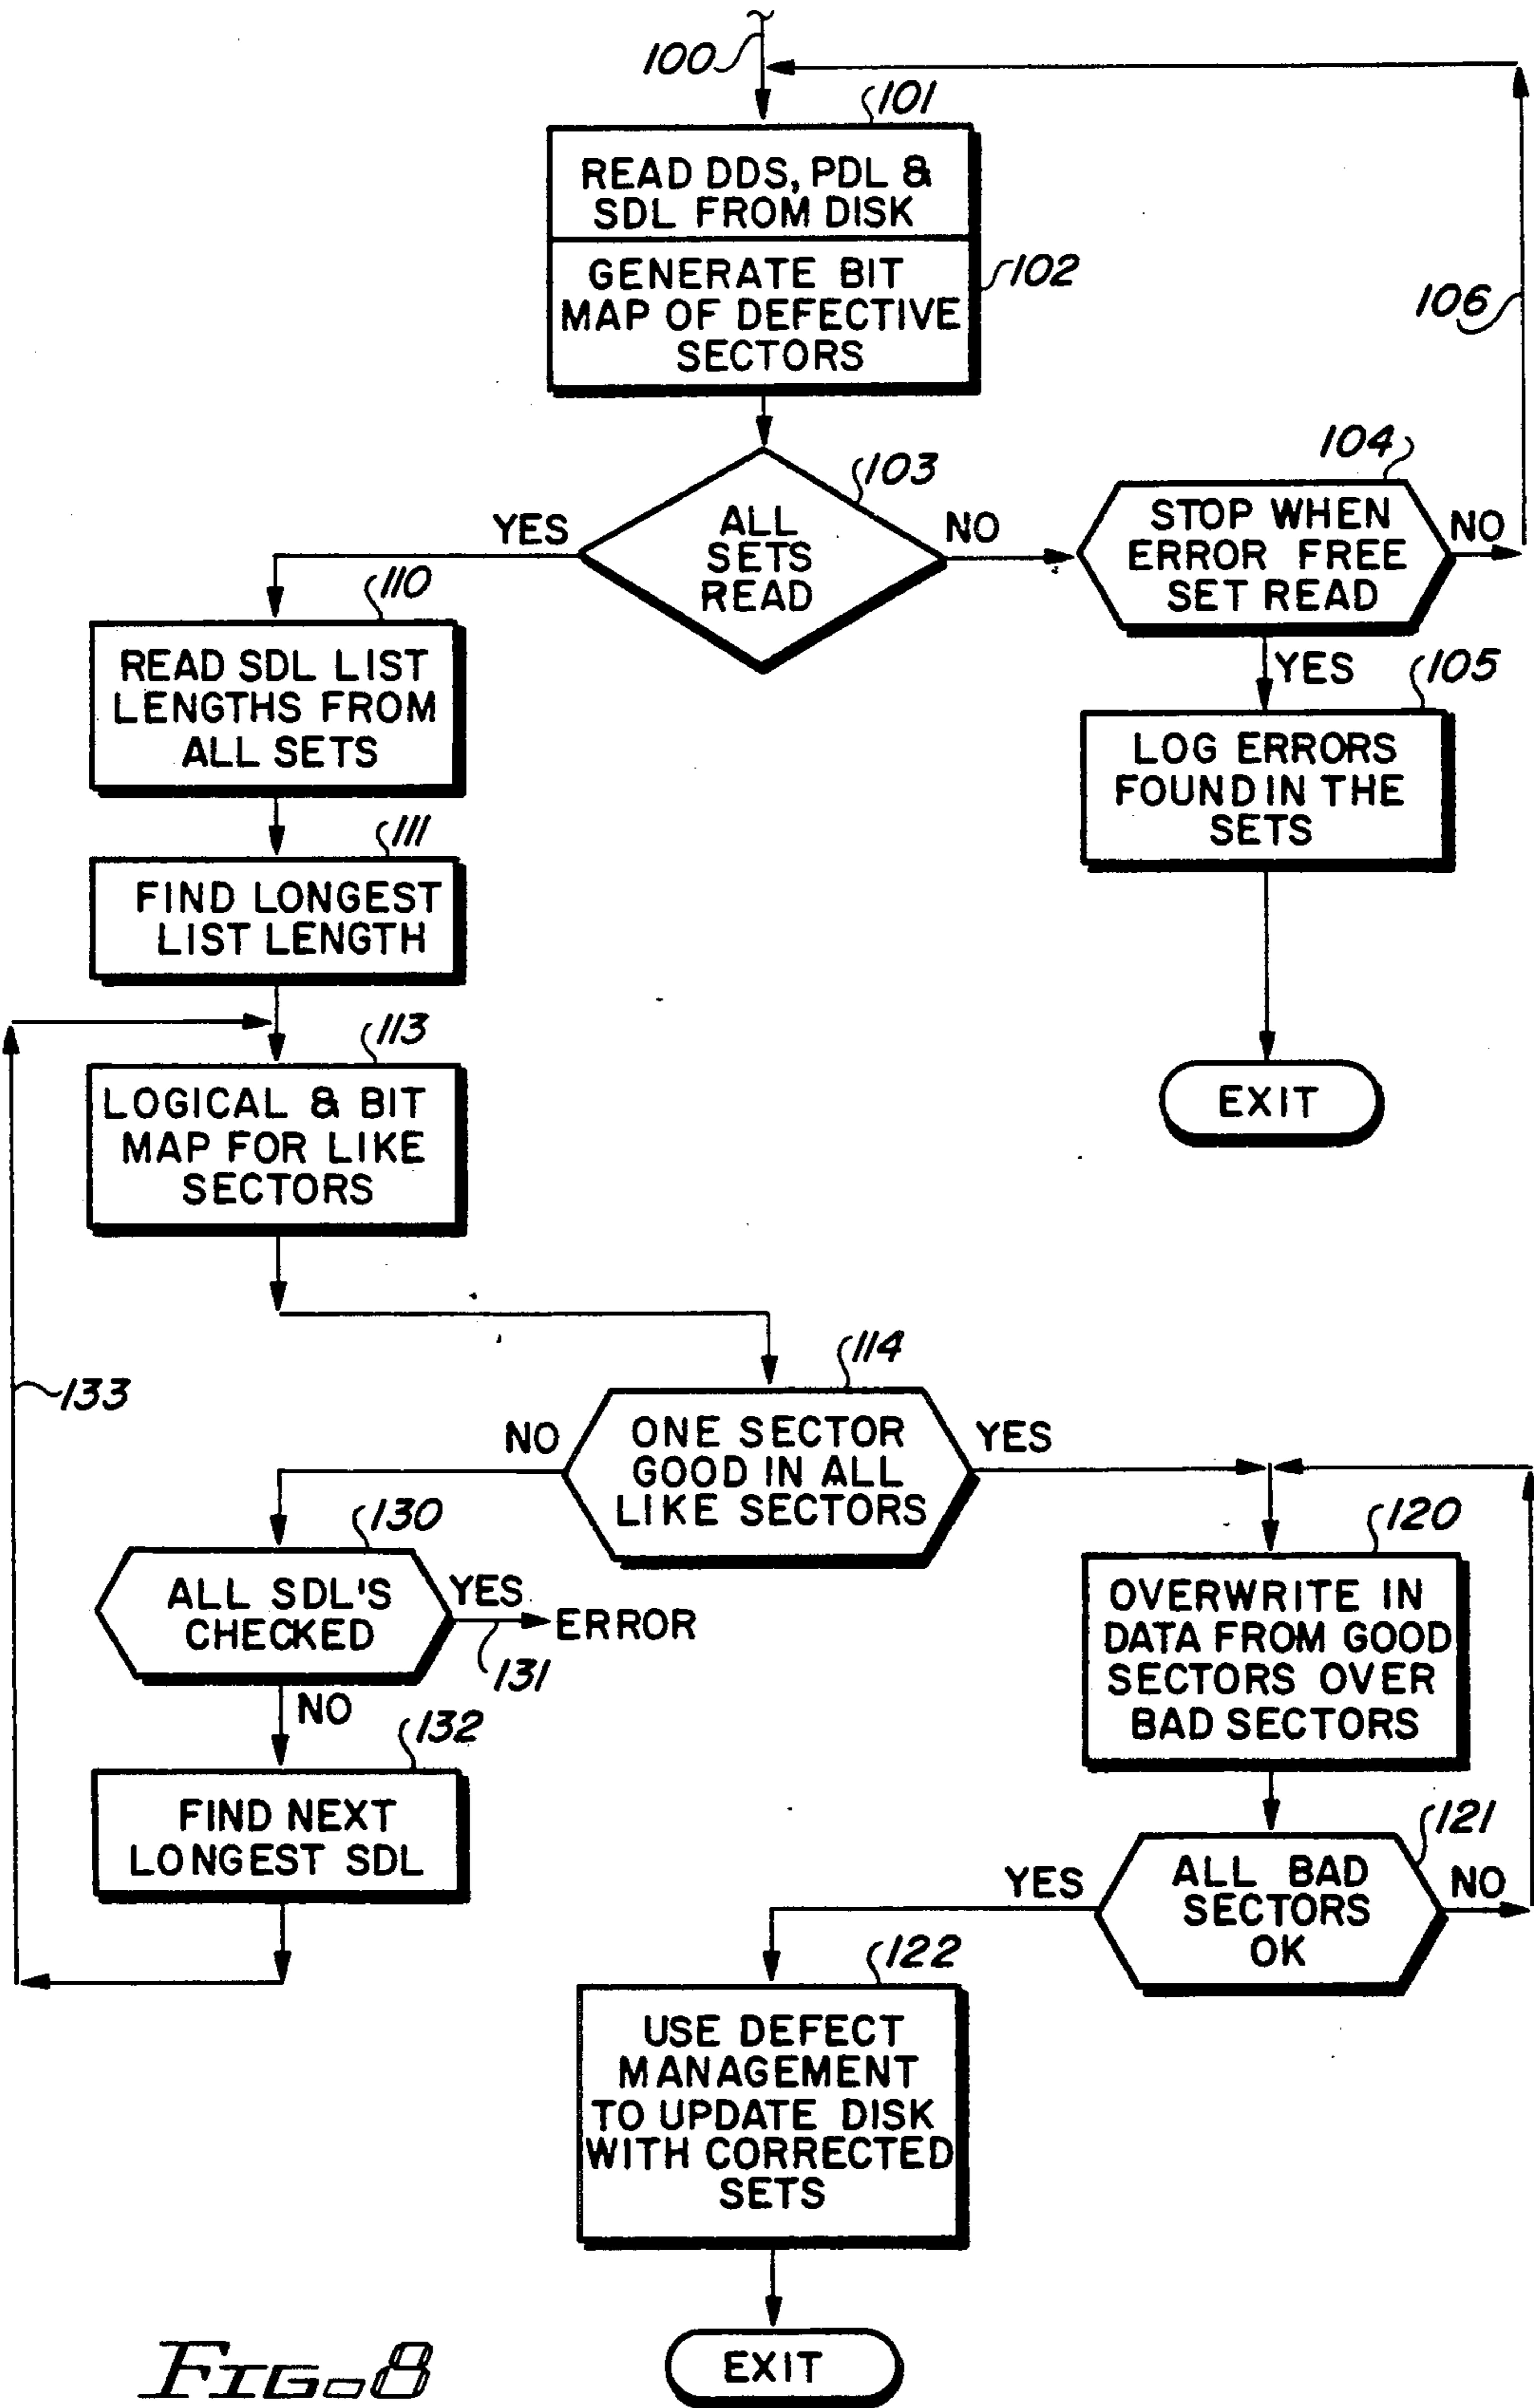 100
101
READ DDS, PDL &
SDL FROM DISK
GENERATE BIT
MAP OF DEFECTIVE
SECTORS
102
106
103
ALL
SETS
READ
YES
NO
104
STOP WHEN
ERROR FREE
SET READ
NO
YES
105
LOG ERRORS
FOUND IN THE
SETS
EXIT
110
READ SDL LIST
LENGTHS FROM
ALL SETS
111
FIND LONGEST
LIST LENGTH
113
LOGICAL & BIT
MAP FOR LIKE
SECTORS
133
114
NO
ONE SECTOR
GOOD IN ALL
LIKE SECTORS
YES
130
ALL SDL'S
CHECKED
YES
ERROR
131
NO
132
FIND NEXT
LONGEST SDL
120
OVERWRITE IN
DATA FROM GOOD
SECTORS OVER
BAD SECTORS
121
YES
ALL BAD
SECTORS
OK
NO
122
USE DEFECT
MANAGEMENT
TO UPDATE DISK
WITH CORRECTED
SETS
EXIT
FIG-8